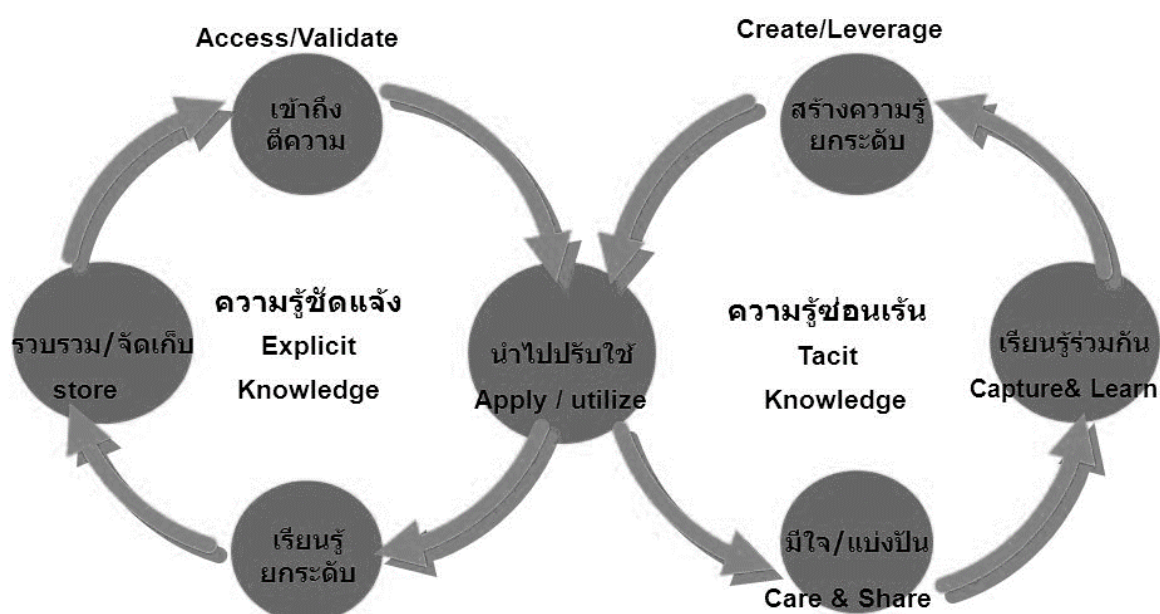 Access/Validate
เข้าถึง
ตีความ
Create/Leverage
สร้างความรู้
ยกระดับ
รวบรวม/จัดเก็บ
store
ความรู้ชัดแจ้ง
Explicit
Knowledge
นำไปปรับใช้
Apply / utilize
ความรู้ซ่อนเร้น
Tacit
Knowledge
เรียนรู้ร่วมกัน
Capture& Learn
เรียนรู้
ยกระดับ
มีใจ/แบ่งปัน
Care & Share